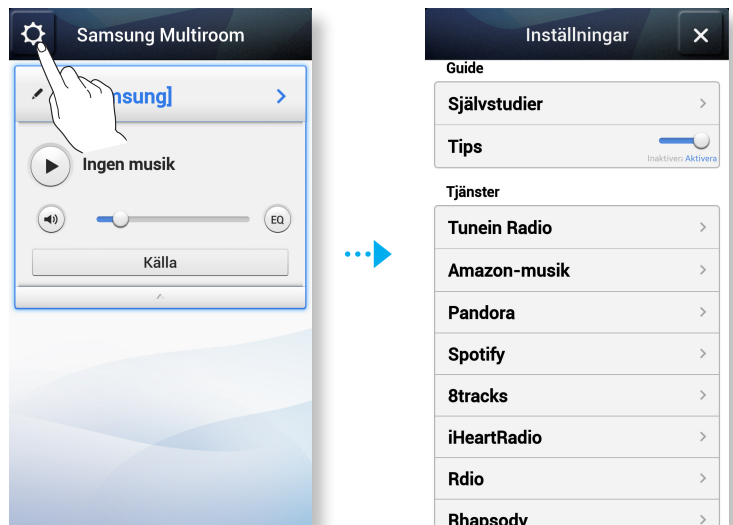 Samsung Multiroom
nsung]
Ingen musik
EQ
Källa
Inställningar
Guide
Självstudier
Tips
Inaktivera Aktivera
Tjänster
Tunein Radio
Amazon-musik
Pandora
Spotify
8tracks
iHeartRadio
Rdio
Rhapsody